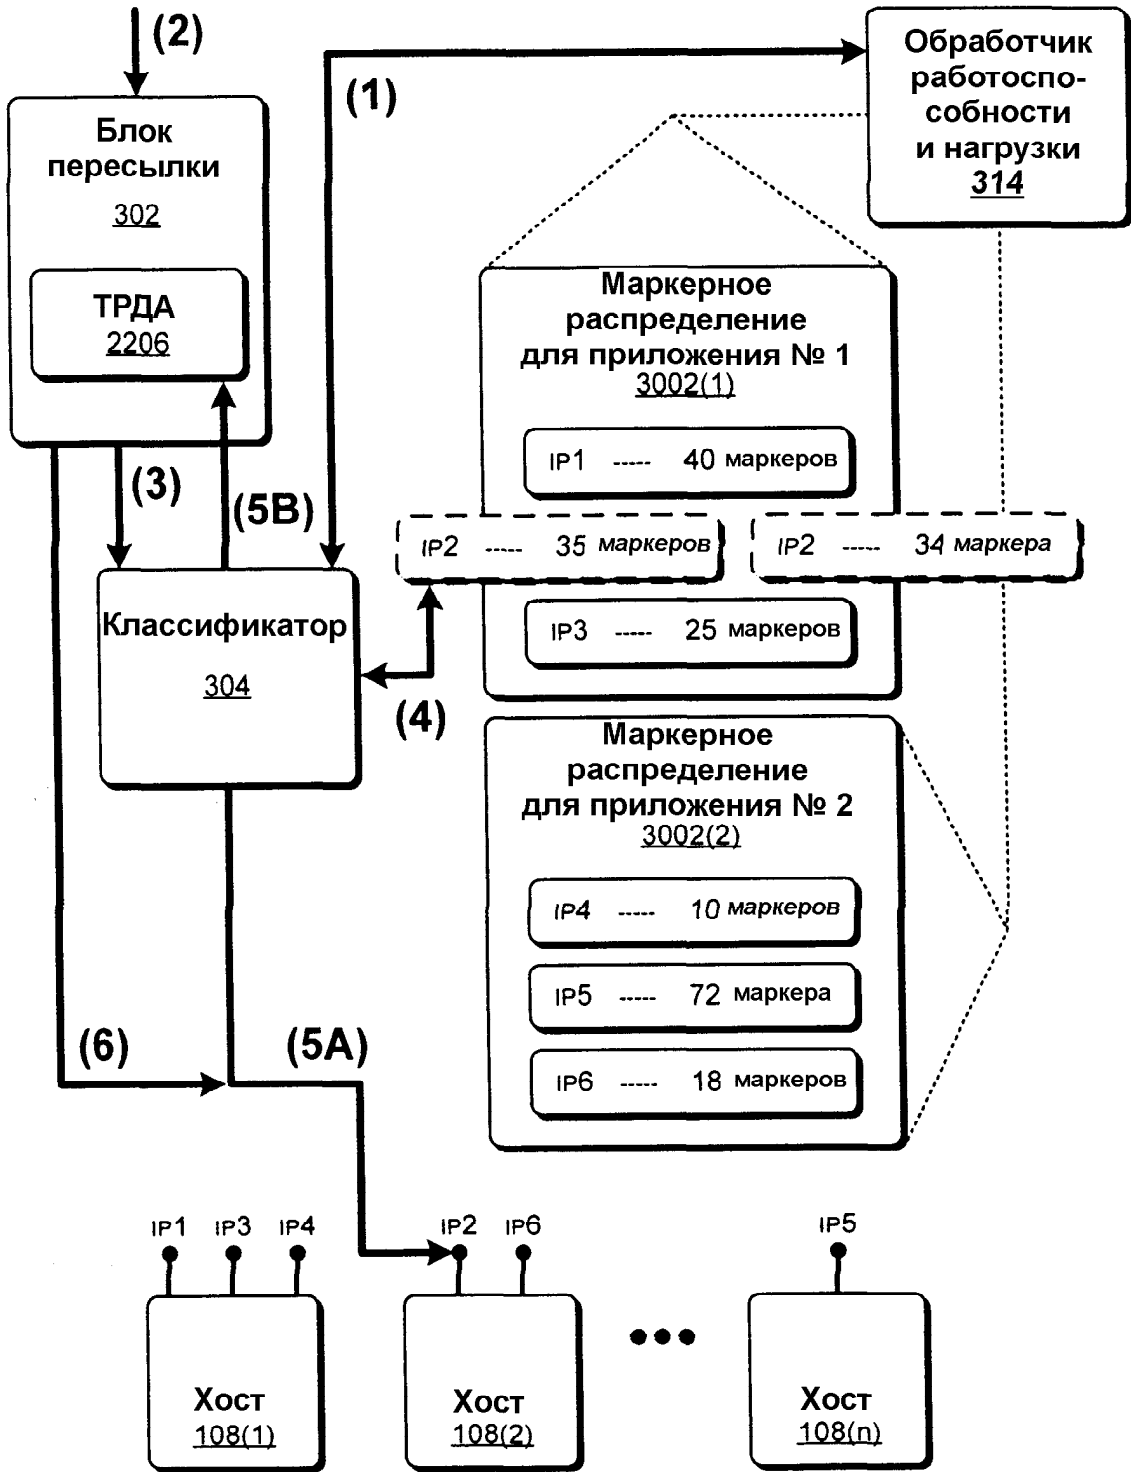 (2)
(1)
Обработчик
работоспо-
собности
и нагрузки
314
Блок
пересылки
302
ТРДА
2206
Маркерное
распределение
для приложения № 1
3002(1)
IP1 ----- 40 маркеров
(3)
(5B)
IP2 ----- 35 маркеров
IP2 ----- 34 маркера
IP3 ----- 25 маркеров
Классификатор
304
(4)
Маркерное
распределение
для приложения № 2
3002(2)
IP4 ----- 10 маркеров
IP5 ----- 72 маркера
IP6 ----- 18 маркеров
(6)
(5A)
IP1 IP3 IP4
IP2 IP6
IP5
Хост
108(1)
Хост
108(2)
Хост
108(n)